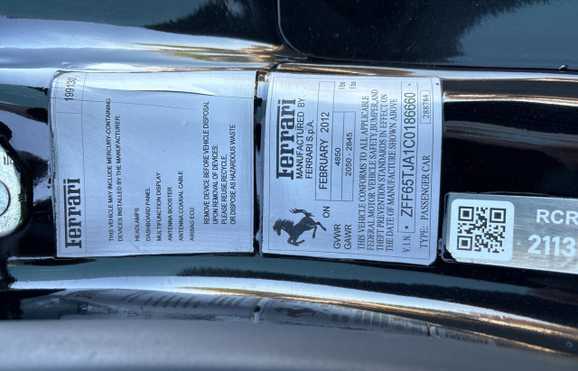 199130
Ferrari
THIS VEHICLE MAY INCLUDE MERCURY-CONTAINING
DEVICES INSTALLED BY THE MANUFACTURER:
HEADLAMPS
DASHBOARD PANEL
MULTIFUNCTION DISPLAY
ANTENNA BOOSTER
ANTENNA COAXIAL CABLE
AIRBAG ECU
REMOVE DEVICE BEFORE VEHICLE DISPOSAL
UPON REMOVAL OF DEVICES:
PLEASE REUSE, RECYCLE,
OR DISPOSE AS HAZARDOUS WASTE
Ferrari
MANUFACTURED BY
FERRARI S.p.A.
ON FEBRUARY 2012
GVWR 4850
GAWR 2050 - 2845
THIS VEHICLE CONFORMS TO ALL APPLICABLE
FEDERAL MOTOR VEHICLE SAFETY, BUMPER, AND
THEFT PREVENTION STANDARDS IN EFFECT ON
THE DATE OF MANUFACTURE SHOWN ABOVE
V.I.N. • ZFF65TJA1C0186660 •
TYPE: PASSENGER CAR
RCR
2113